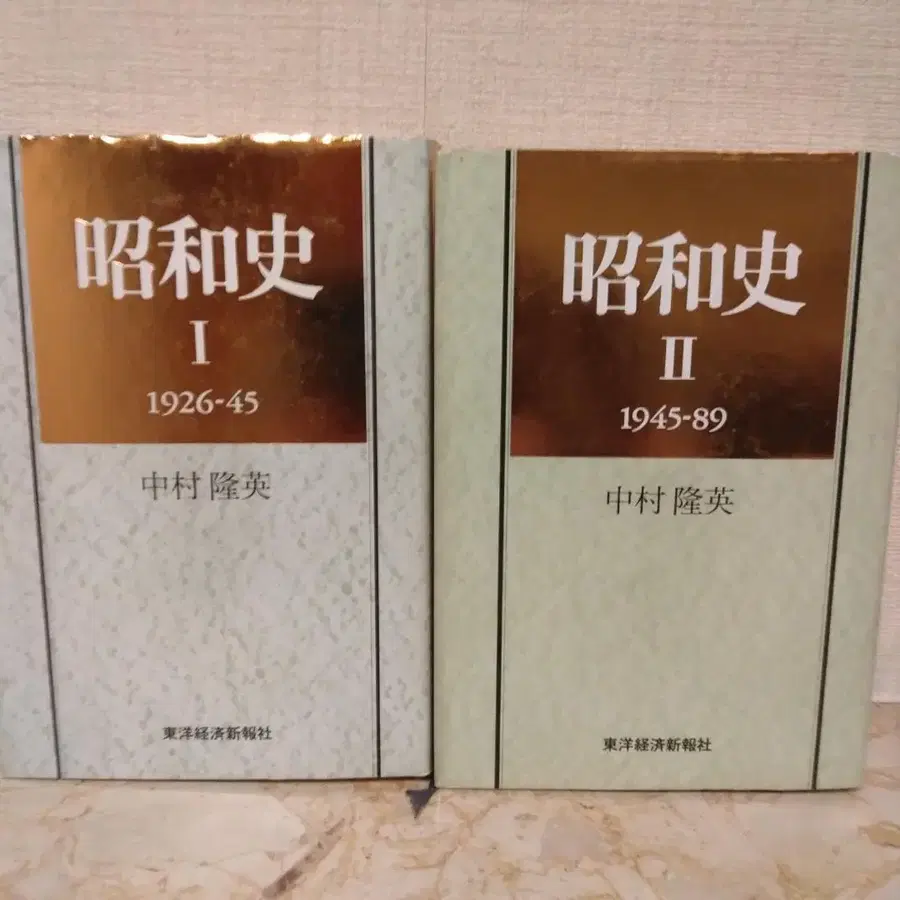 昭和史
I
1926-45
中村 隆英
東洋経済新報社
昭和史
II
1945-89
中村 隆英
東洋経済新報社